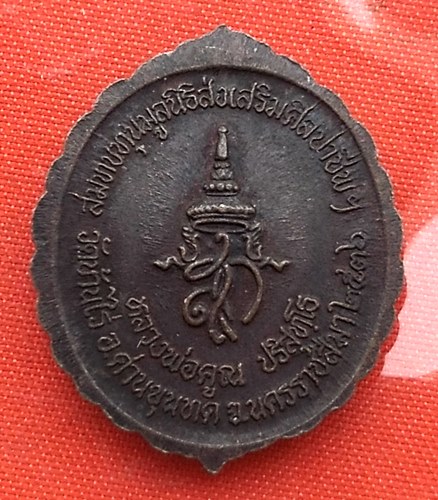 สมทบทุนมูลนิธิส่งเสริมศิลปาชีพฯ
สก
หลวงพ่อคูณ ปริสุทฺโธ
วัดบ้านไร่ อ.ด่านขุนทด จ.นครราชสีมา ๒๕๓๖